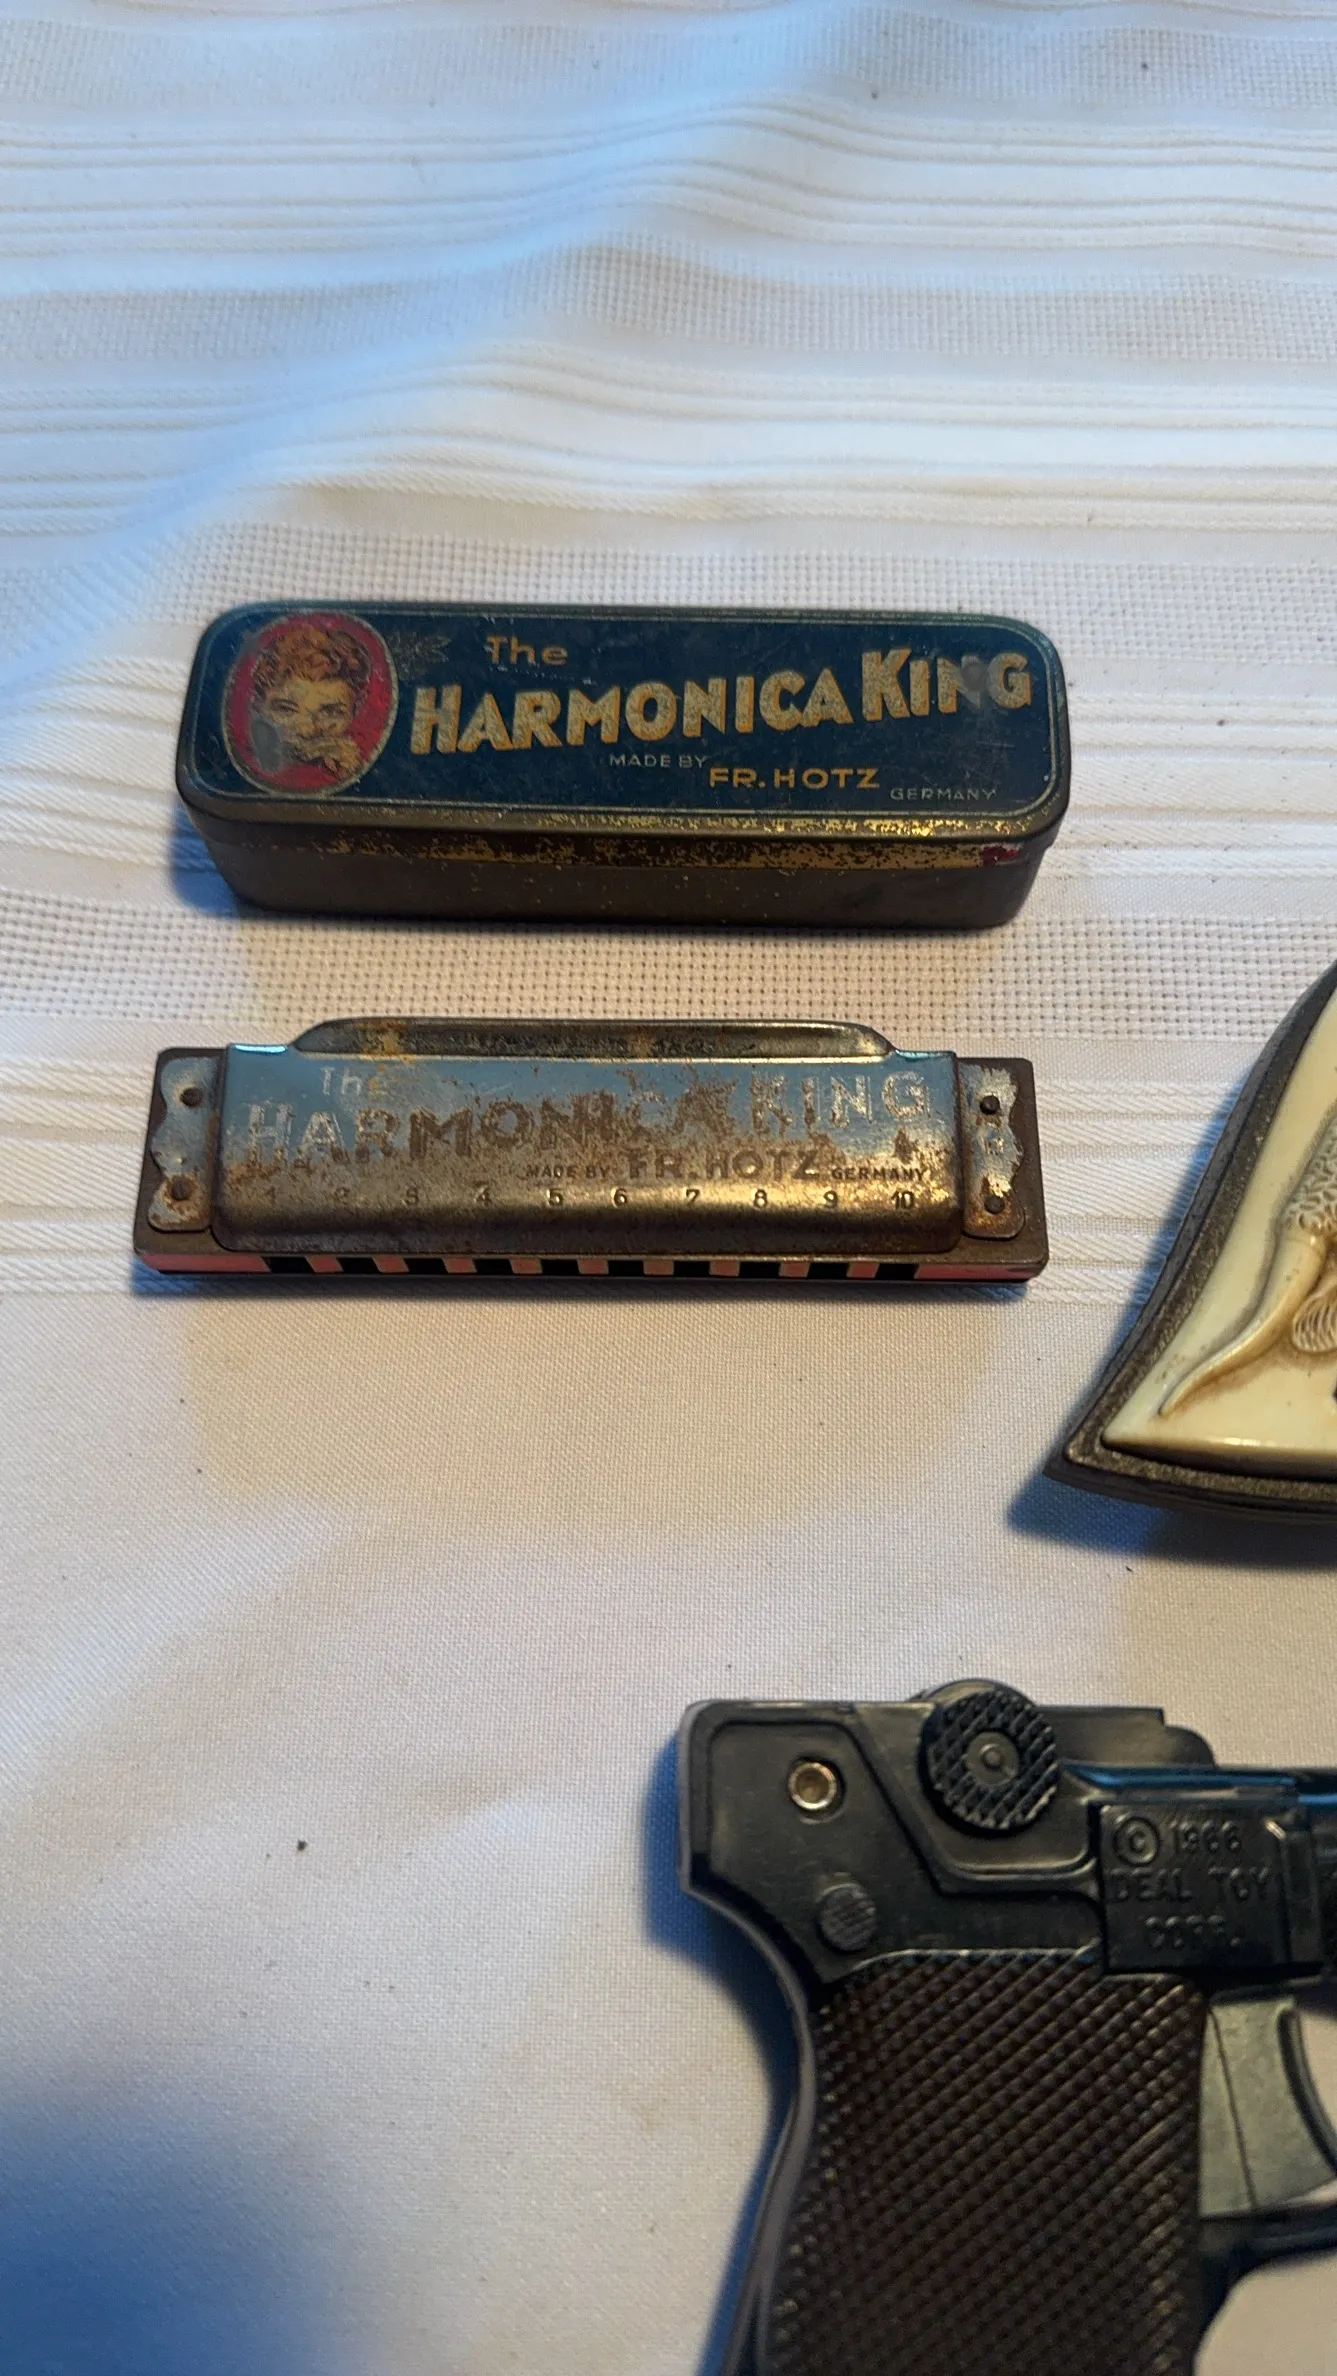 The
HARMONICA KING
MADE BY FR. HOTZ GERMANY
The
HARMONICA KING
MADE BY FR. HOTZ GERMANY
1 2 3 4 5 6 7 8 9 10
© 1966
IDEAL TOY
CORP.